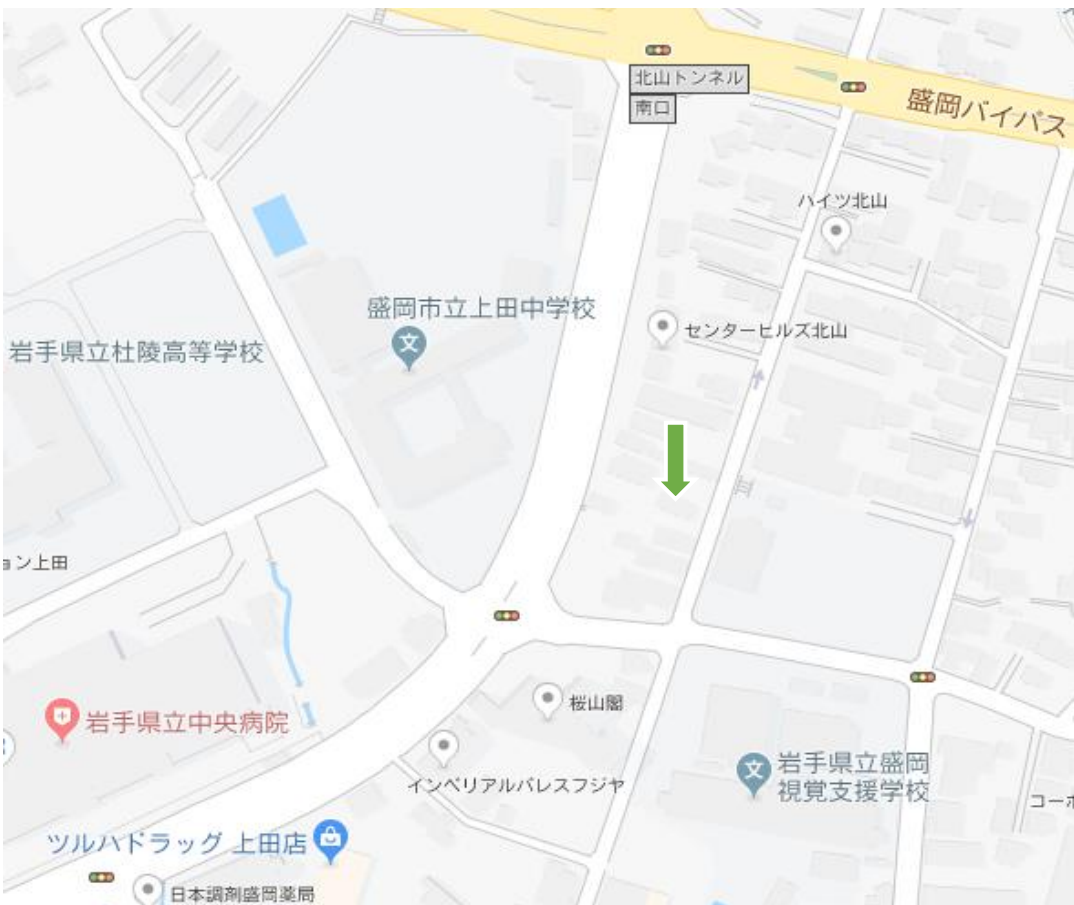 北山トンネル
南口
盛岡バイパス
ハイツ北山
盛岡市立上田中学校
センターヒルズ北山
岩手県立杜陵高等学校
ョン上田
岩手県立中央病院
桜山閣
インペリアルパレスフジヤ
岩手県立盛岡
視覚支援学校
コーポ
ツルハドラッグ 上田店
日本調剤盛岡薬局
文
文